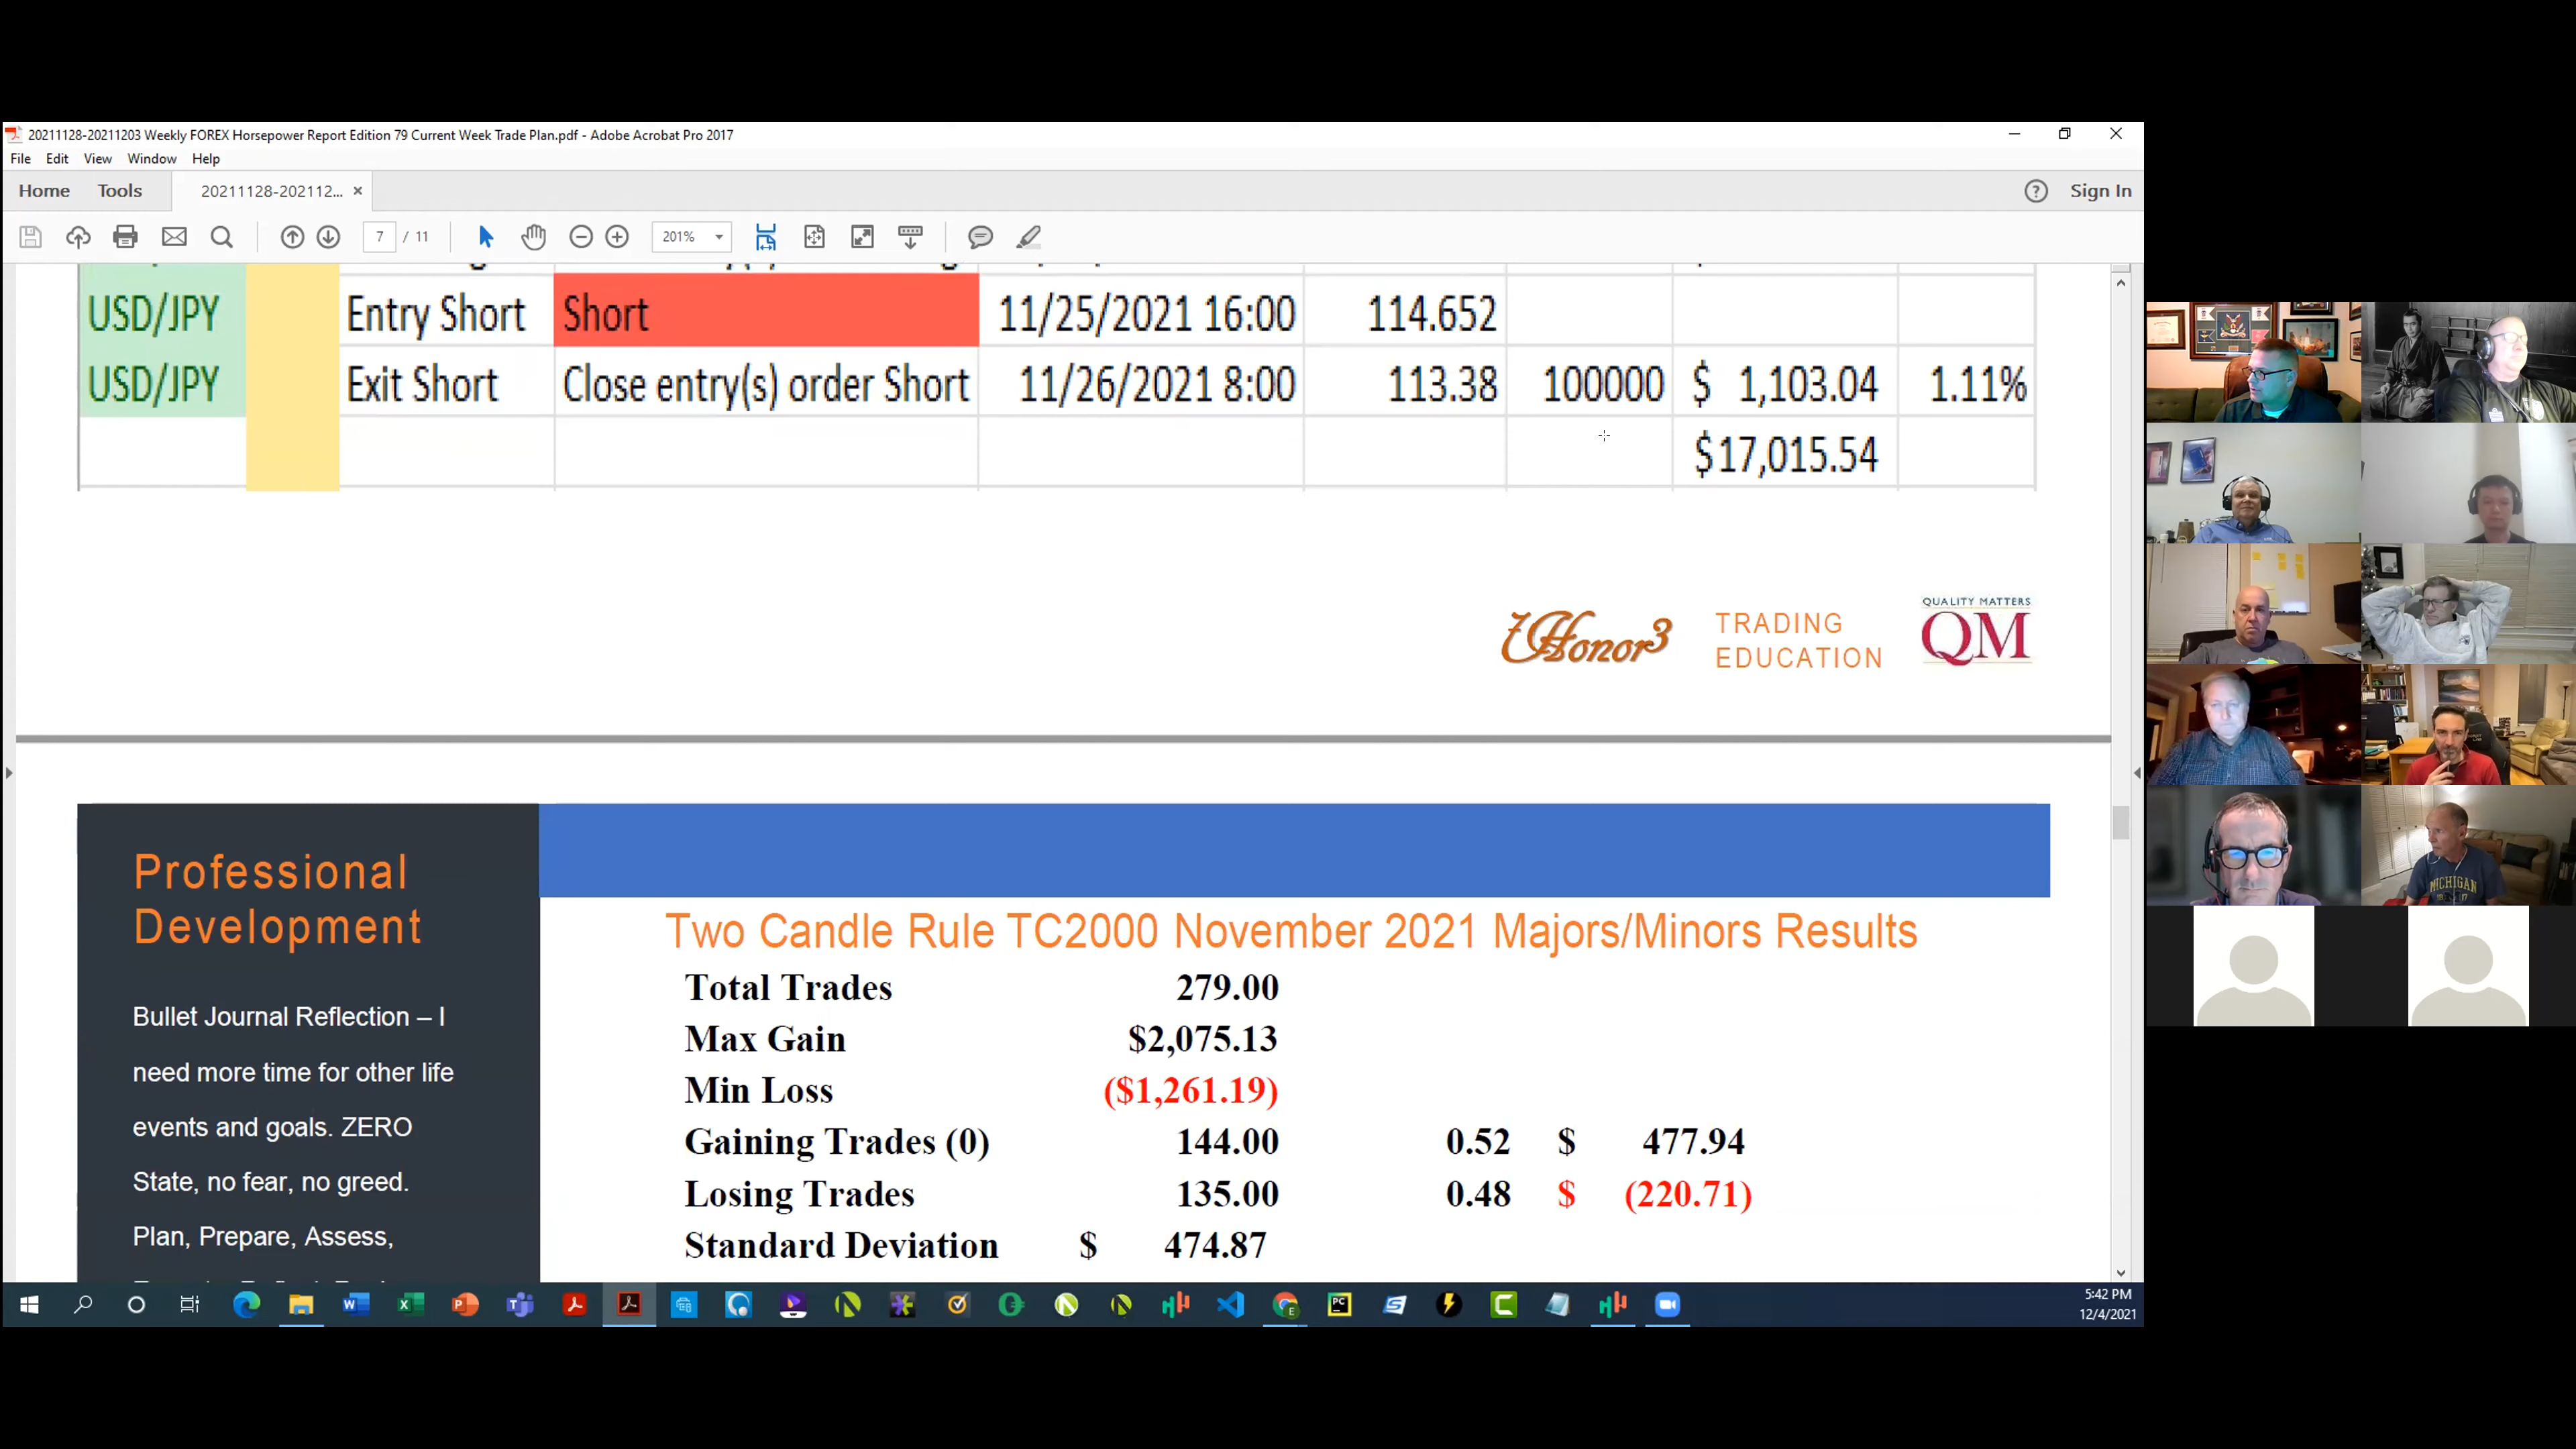 20211128-20211203 Weekly FOREX Horsepower Report Edition 79 Current Week Trade Plan.pdf - Adobe Acrobat Pro 2017
File Edit View Window Help
Home Tools 20211128-202112... × Sign In
7 / 11 201%
USD/JPY Entry Short Short 11/25/2021 16:00 114.652
USD/JPY Exit Short Close entry(s) order Short 11/26/2021 8:00 113.38 100000 $ 1,103.04 1.11%
$17,015.54
7Honor3 TRADING EDUCATION QUALITY MATTERS QM
Professional
Development
Bullet Journal Reflection – I
need more time for other life
events and goals. ZERO
State, no fear, no greed.
Plan, Prepare, Assess,
Two Candle Rule TC2000 November 2021 Majors/Minors Results
Total Trades 279.00
Max Gain $2,075.13
Min Loss ($1,261.19)
Gaining Trades (0) 144.00 0.52 $ 477.94
Losing Trades 135.00 0.48 $ (220.71)
Standard Deviation $ 474.87
MICHIGAN
5:42 PM
12/4/2021